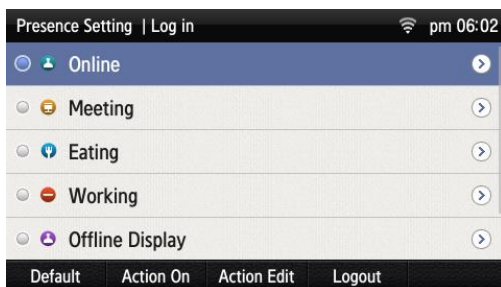 Presence Setting | Log in pm 06:02
Online
Meeting
Eating
Working
Offline Display
Default Action On Action Edit Logout